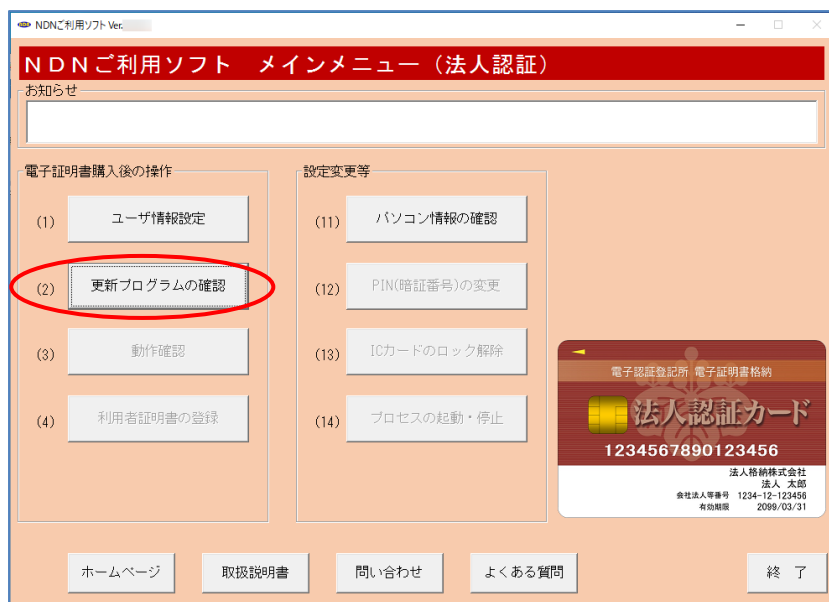 NDNご利用ソフト Ver.
NDNご利用ソフト メインメニュー（法人認証）
お知らせ
電子証明書購入後の操作
(1) ユーザ情報設定
(2) 更新プログラムの確認
(3) 動作確認
(4) 利用者証明書の登録
設定変更等
(11) パソコン情報の確認
(12) PIN(暗証番号)の変更
(13) ICカードのロック解除
(14) プロセスの起動・停止
電子認証登記所 電子証明書格納
法人認証カード
1234567890123456
法人格納株式会社
法人 太郎
会社法人等番号 1234-12-123456
有効期限 2099/03/31
ホームページ
取扱説明書
問い合わせ
よくある質問
終 了